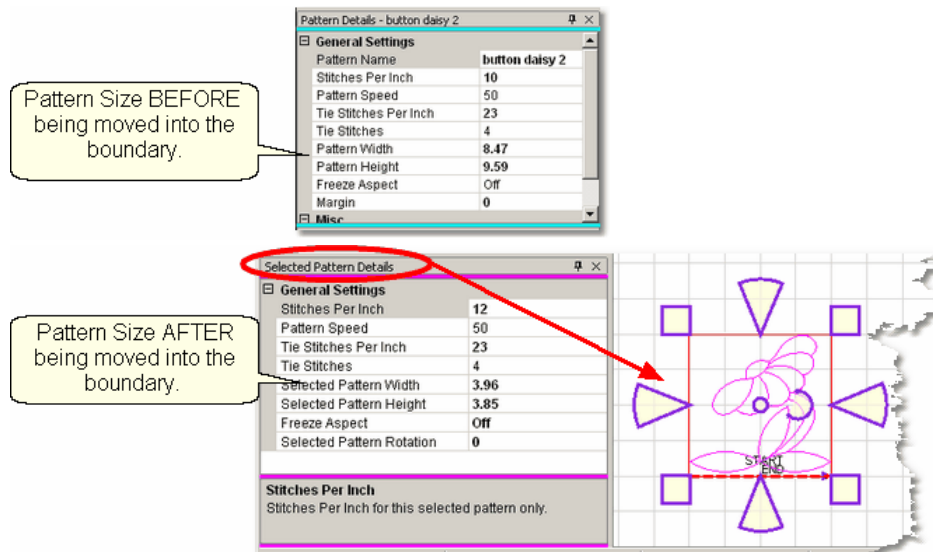 Pattern Details - button daisy 2
General Settings
Pattern Name button daisy 2
Stitches Per Inch 10
Pattern Speed 50
Tie Stitches Per Inch 23
Tie Stitches 4
Pattern Width 8.47
Pattern Height 9.59
Freeze Aspect Off
Margin 0
Misc
Pattern Size BEFORE
being moved into the
boundary.
Selected Pattern Details
General Settings
Stitches Per Inch 12
Pattern Speed 50
Tie Stitches Per Inch 23
Tie Stitches 4
Selected Pattern Width 3.96
Selected Pattern Height 3.85
Freeze Aspect Off
Selected Pattern Rotation 0
Stitches Per Inch
Stitches Per Inch for this selected pattern only.
Pattern Size AFTER
being moved into the
boundary.
START
END